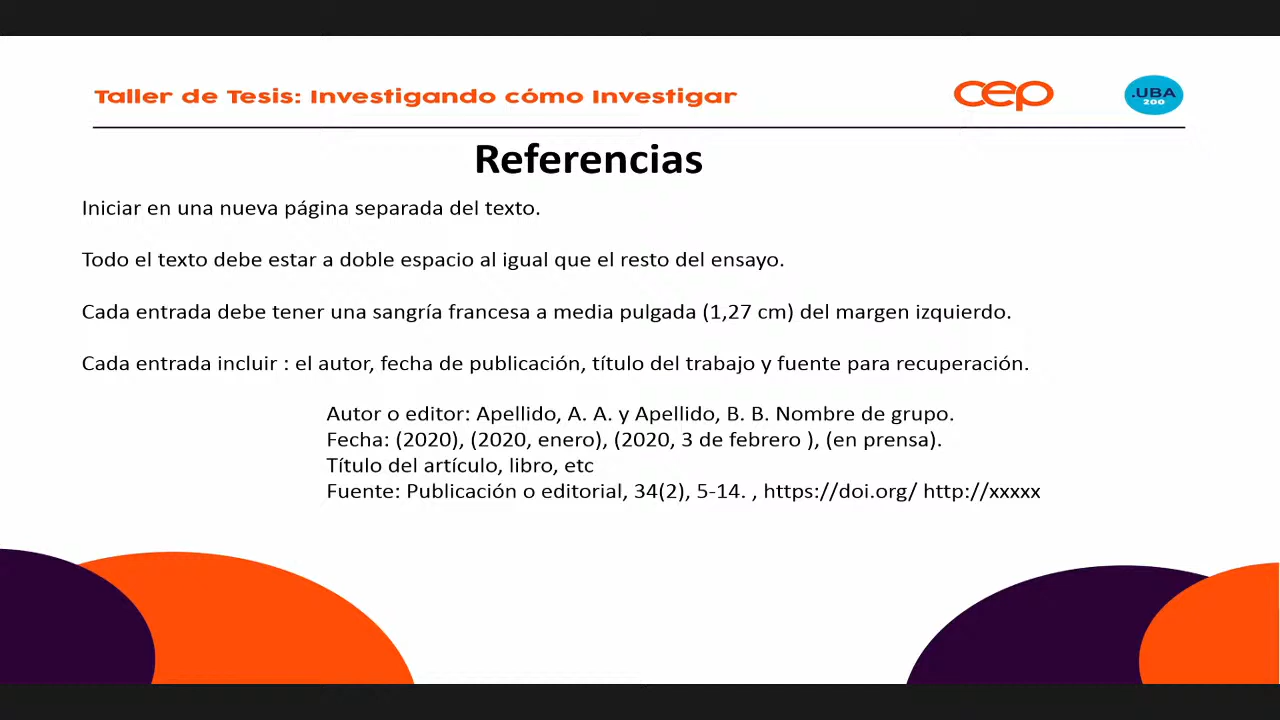 Taller de Tesis: Investigando cómo Investigar
cep
.UBA
200
Referencias
Iniciar en una nueva página separada del texto.
Todo el texto debe estar a doble espacio al igual que el resto del ensayo.
Cada entrada debe tener una sangría francesa a media pulgada (1,27 cm) del margen izquierdo.
Cada entrada incluir : el autor, fecha de publicación, título del trabajo y fuente para recuperación.
Autor o editor: Apellido, A. A. y Apellido, B. B. Nombre de grupo.
Fecha: (2020), (2020, enero), (2020, 3 de febrero ), (en prensa).
Título del artículo, libro, etc
Fuente: Publicación o editorial, 34(2), 5-14. , https://doi.org/ http://xxxxx